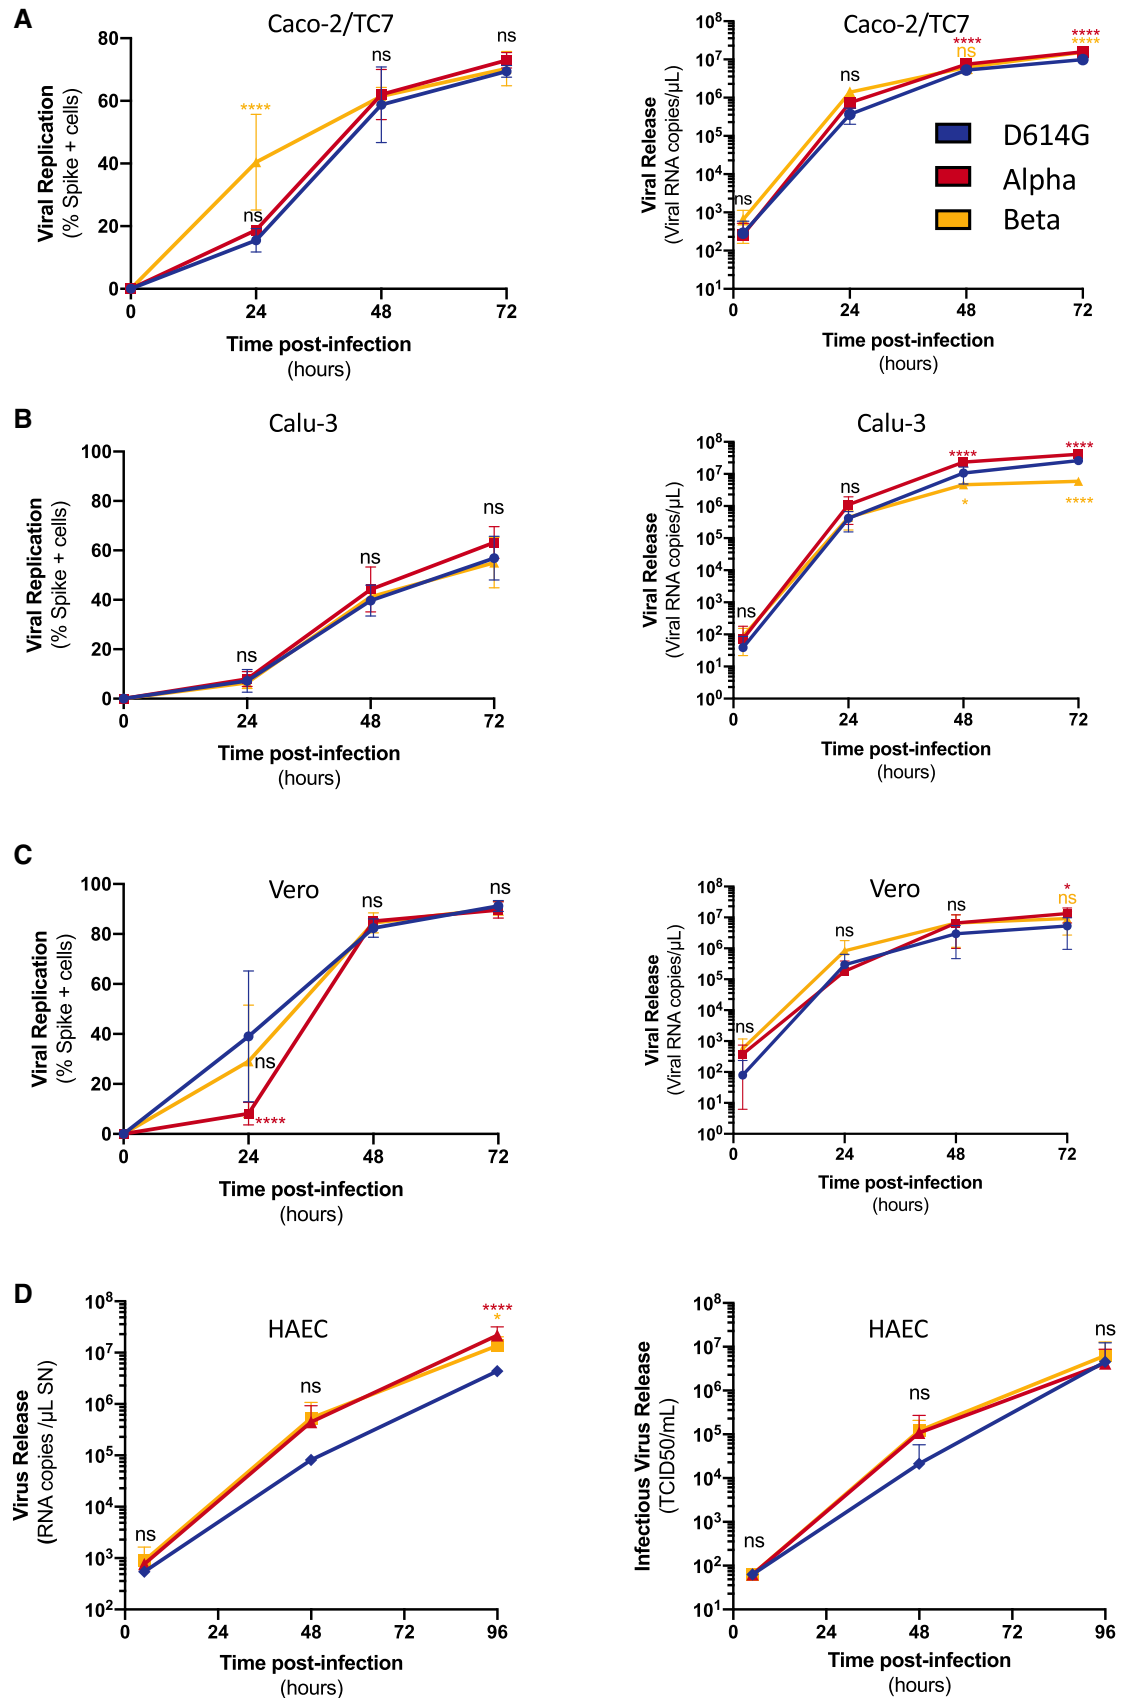 A
Caco-2/TC7
Viral Replication
(% Spike + cells)
80
60
40
20
0
0 24 48 72
****
ns
ns
ns
Time post-infection
(hours)
Caco-2/TC7
Viral Release
(Viral RNA copies/µL)
10⁸
10⁷
10⁶
10⁵
10⁴
10³
10²
10¹
0 24 48 72
ns
ns
****
ns
****
****
D614G
Alpha
Beta
Time post-infection
(hours)
B
Calu-3
Viral Replication
(% Spike + cells)
100
80
60
40
20
0
0 24 48 72
ns
ns
ns
Time post-infection
(hours)
Calu-3
Viral Release
(Viral RNA copies/µL)
10⁸
10⁷
10⁶
10⁵
10⁴
10³
10²
10¹
10⁰
0 24 48 72
ns
ns
****
*
****
****
Time post-infection
(hours)
C
Vero
Viral Replication
(% Spike + cells)
100
80
60
40
20
0
0 24 48 72
ns
****
ns
ns
Time post-infection
(hours)
Vero
Viral Release
(Viral RNA copies/µL)
10⁸
10⁷
10⁶
10⁵
10⁴
10³
10²
10¹
10⁰
0 24 48 72
ns
ns
ns
*
ns
Time post-infection
(hours)
D
HAEC
Virus Release
(RNA copies /µL SN)
10⁸
10⁷
10⁶
10⁵
10⁴
10³
10²
0 24 48 72 96
ns
ns
****
*
Time post-infection
(hours)
HAEC
Infectious Virus Release
(TCID50/mL)
10⁸
10⁷
10⁶
10⁵
10⁴
10³
10²
10¹
0 24 48 72 96
ns
ns
ns
Time post-infection
(hours)